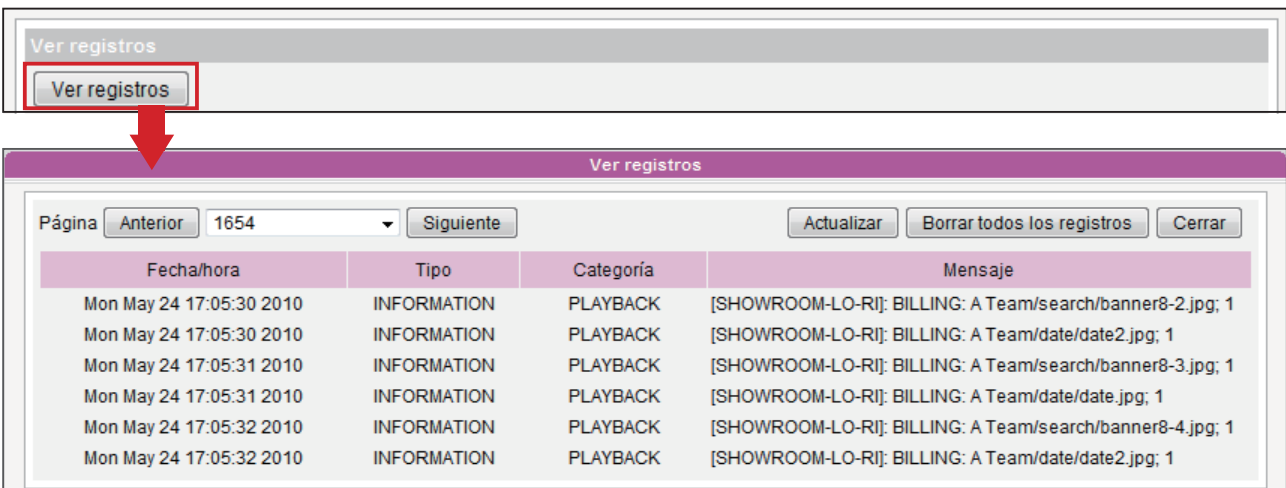 Ver registros
Ver registros
Ver registros
Página Anterior 1654 Siguiente Actualizar Borrar todos los registros Cerrar
Fecha/hora Tipo Categoría Mensaje
Mon May 24 17:05:30 2010 INFORMATION PLAYBACK [SHOWROOM-LO-RI]: BILLING: A Team/search/banner8-2.jpg; 1
Mon May 24 17:05:30 2010 INFORMATION PLAYBACK [SHOWROOM-LO-RI]: BILLING: A Team/date/date2.jpg; 1
Mon May 24 17:05:31 2010 INFORMATION PLAYBACK [SHOWROOM-LO-RI]: BILLING: A Team/search/banner8-3.jpg; 1
Mon May 24 17:05:31 2010 INFORMATION PLAYBACK [SHOWROOM-LO-RI]: BILLING: A Team/date/date.jpg; 1
Mon May 24 17:05:32 2010 INFORMATION PLAYBACK [SHOWROOM-LO-RI]: BILLING: A Team/search/banner8-4.jpg; 1
Mon May 24 17:05:32 2010 INFORMATION PLAYBACK [SHOWROOM-LO-RI]: BILLING: A Team/date/date2.jpg; 1